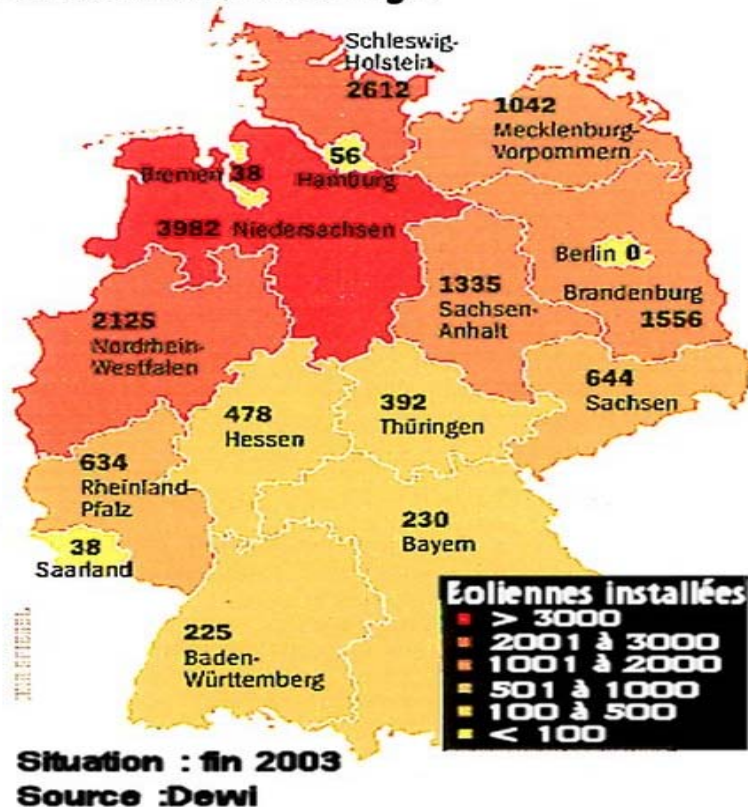 Schleswig-
Holstein
2612
1042
Mecklenburg-
Vorpommern
56
Hamburg
Bremen 38
3982 Niedersachsen
Berlin 0
1335
Sachsen-
Anhalt
Brandenburg
1556
2125
Nordrhein-
Westfalen
644
Sachsen
478
Hessen
392
Thüringen
634
Rheinland-
Pfalz
230
Bayern
38
Saarland
225
Baden-
Württemberg
Eoliennes installées
> 3000
2001 à 3000
1001 à 2000
501 à 1000
100 à 500
< 100
Situation : fin 2003
Source :Dewi